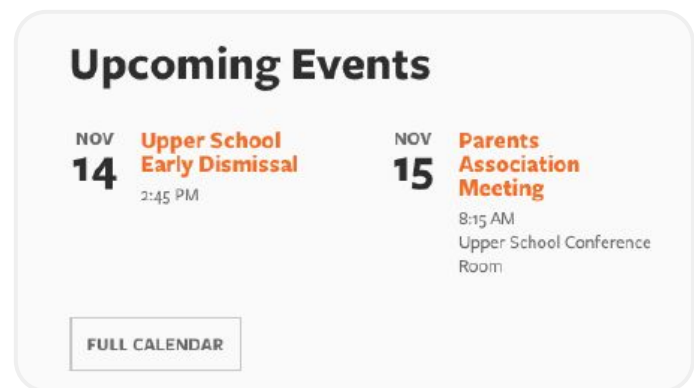 Upcoming Events
NOV
14
Upper School
Early Dismissal
2:45 PM
NOV
15
Parents
Association
Meeting
8:15 AM
Upper School Conference
Room
FULL CALENDAR